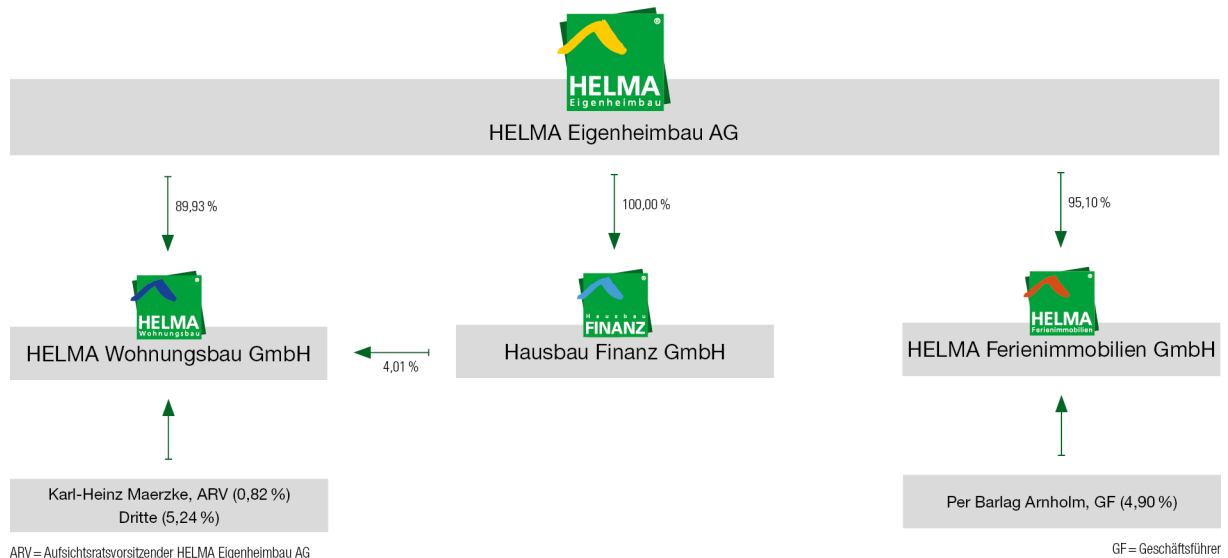 ®
HELMA
Eigenheimbau
HELMA Eigenheimbau AG
89,93 %
100,00 %
95,10 %
®
HELMA
Wohnungsbau
®
Hausbau
FINANZ
®
HELMA
Ferienimmobilien
HELMA Wohnungsbau GmbH
4,01 %
Hausbau Finanz GmbH
HELMA Ferienimmobilien GmbH
Karl-Heinz Maerzke, ARV (0,82 %)
Dritte (5,24 %)
Per Barlag Arnholm, GF (4,90 %)
ARV = Aufsichtsratsvorsitzender HELMA Eigenheimbau AG
GF = Geschäftsführer